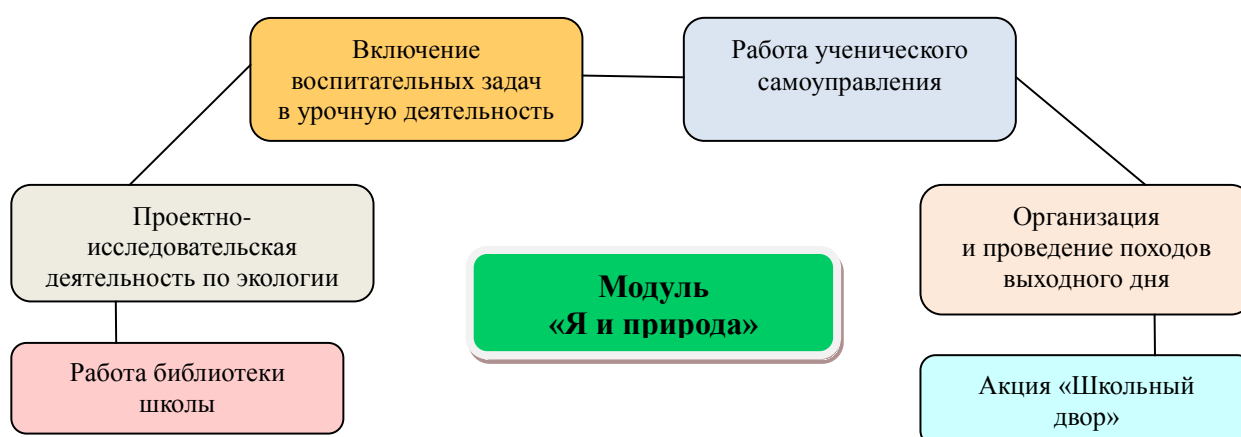 Включение
воспитательных задач
в урочную деятельность
Работа ученического
самоуправления
Проектно-
исследовательская
деятельность по экологии
Организация
и проведение походов
выходного дня
Модуль
«Я и природа»
Работа библиотеки
школы
Акция «Школьный
двор»